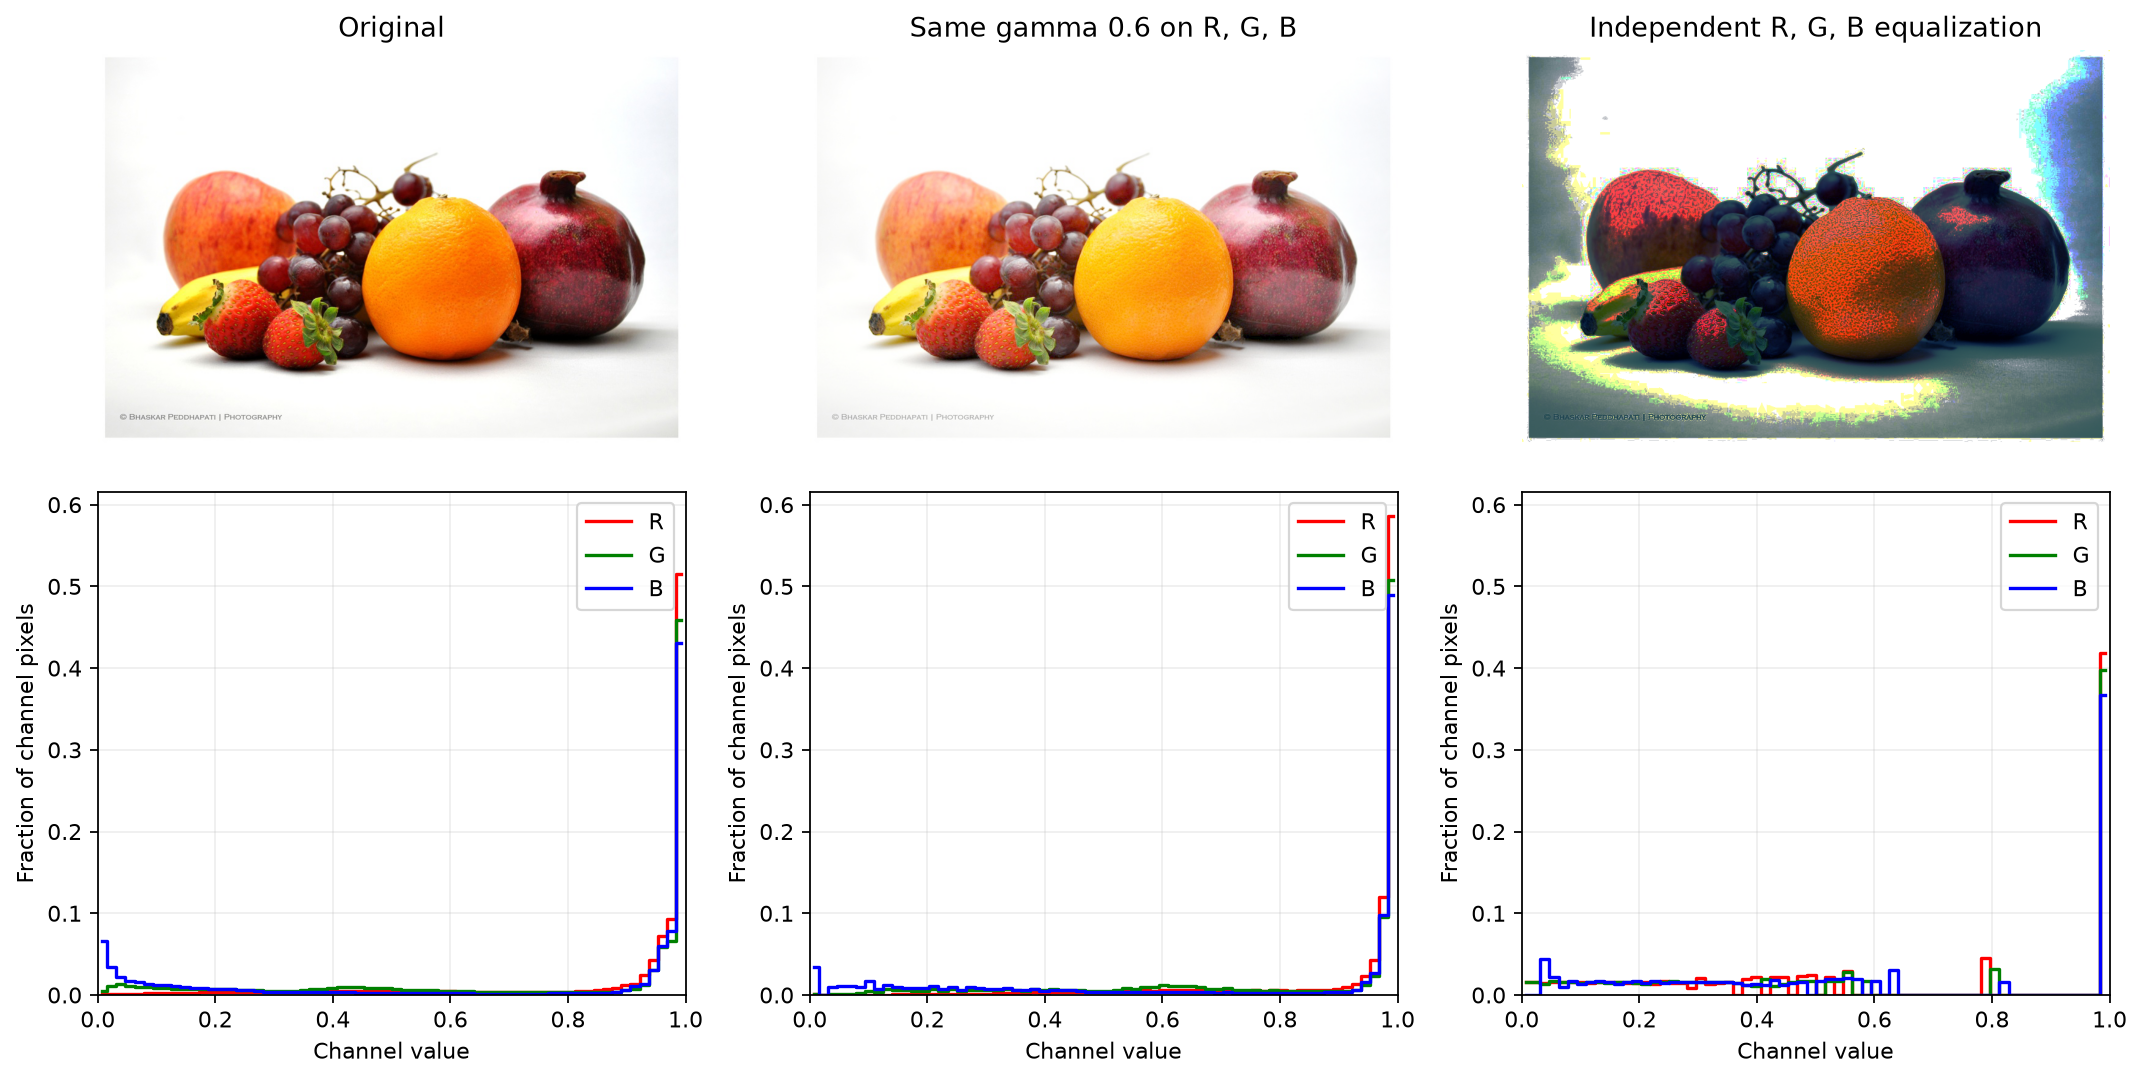 Original
Same gamma 0.6 on R, G, B
Independent R, G, B equalization
© Bhaskar Peddhapati | Photography
© Bhaskar Peddhapati | Photography
© Bhaskar Peddhapati | Photography
0.6
0.5
0.4
0.3
0.2
0.1
0.0
Fraction of channel pixels
R
G
B
0.0 0.2 0.4 0.6 0.8 1.0
Channel value
0.6
0.5
0.4
0.3
0.2
0.1
0.0
Fraction of channel pixels
R
G
B
0.0 0.2 0.4 0.6 0.8 1.0
Channel value
0.6
0.5
0.4
0.3
0.2
0.1
0.0
Fraction of channel pixels
R
G
B
0.0 0.2 0.4 0.6 0.8 1.0
Channel value